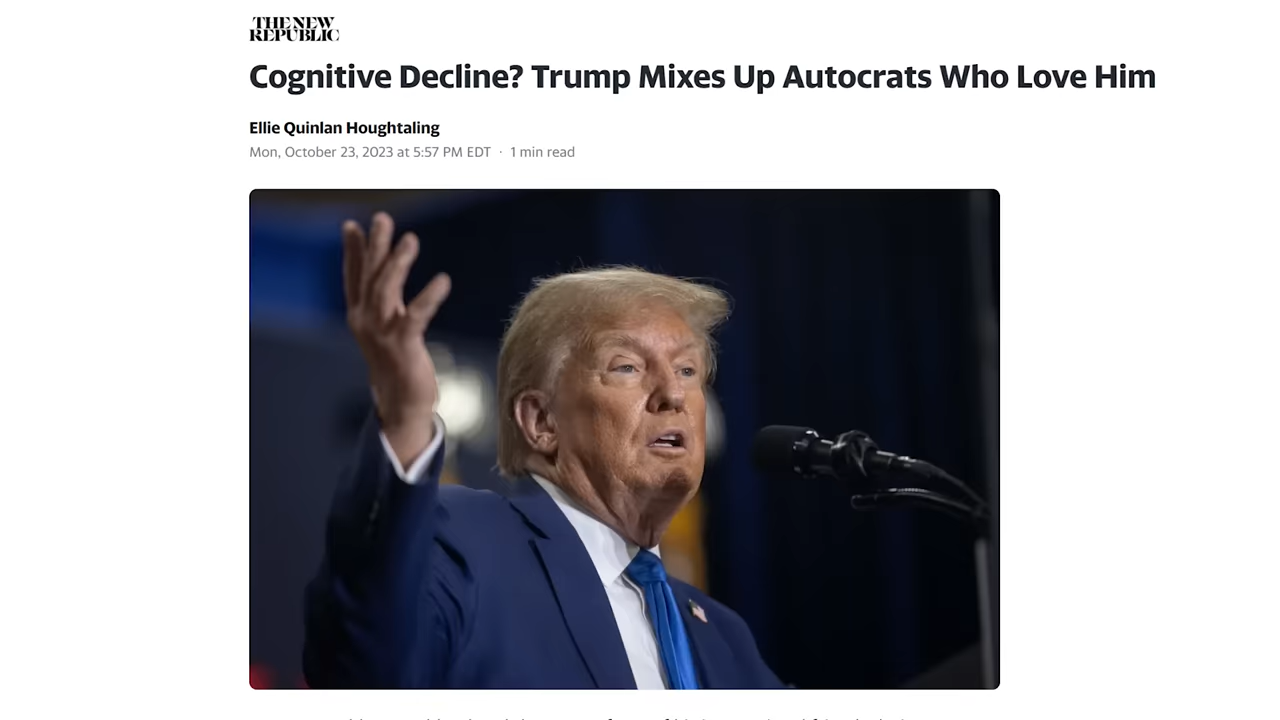 THE NEW
REPUBLIC
Cognitive Decline? Trump Mixes Up Autocrats Who Love Him
Ellie Quinlan Houghtaling
Mon, October 23, 2023 at 5:57 PM EDT · 1 min read